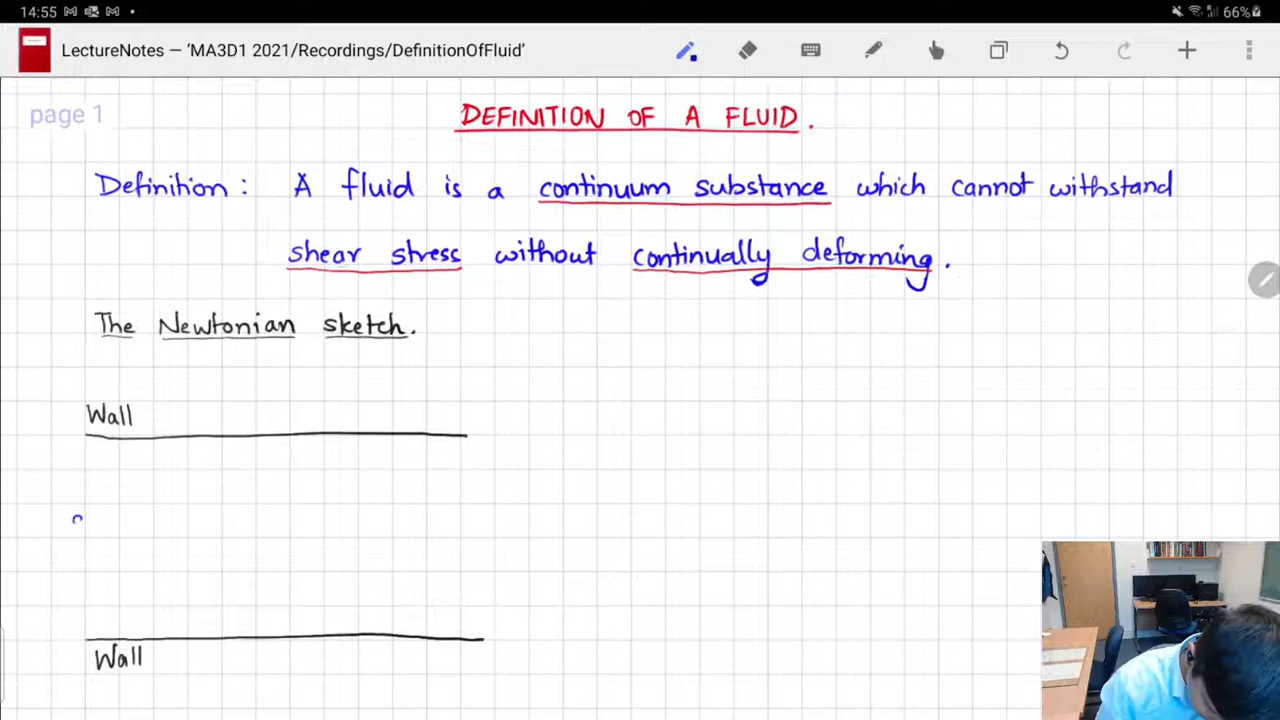 14:55 66%
LectureNotes — ‘MA3D1 2021/Recordings/DefinitionOfFluid’
page 1
DEFINITION OF A FLUID.
Definition: A fluid is a continuum substance which cannot withstand
shear stress without continually deforming.
The Newtonian sketch.
Wall
Wall